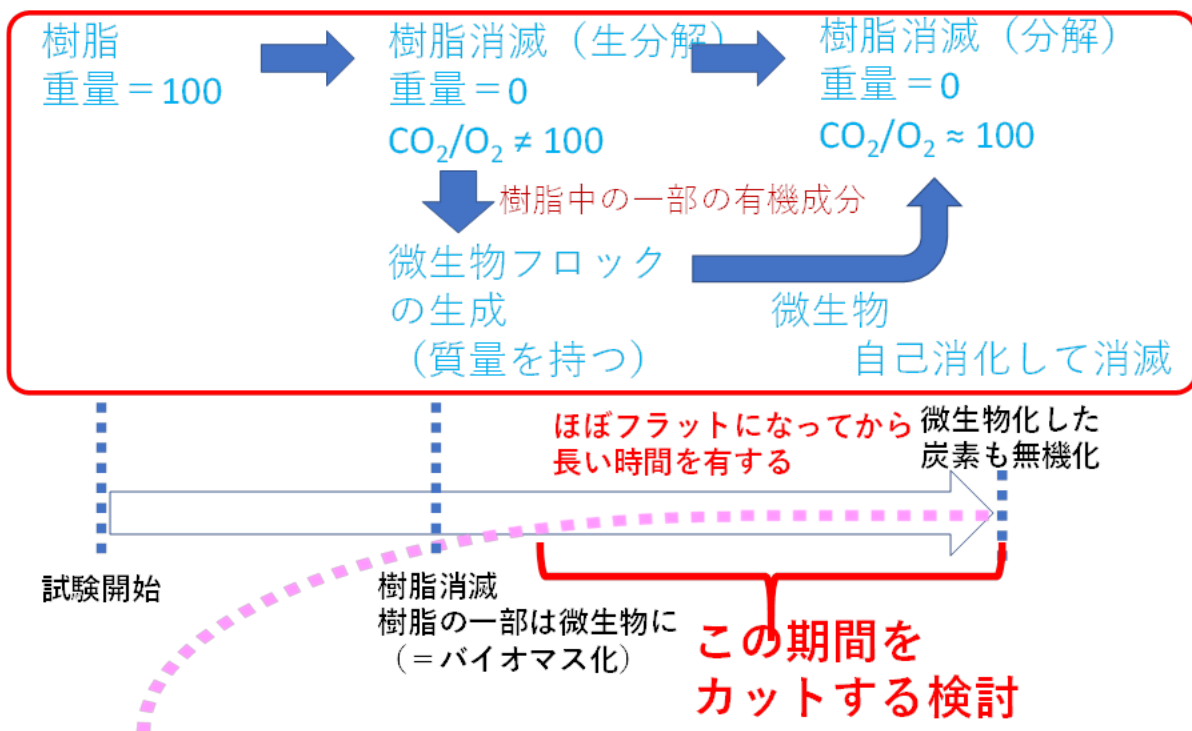 樹脂
重量＝100
樹脂消滅（生分解）
重量＝0
CO₂/O₂ ≠ 100
樹脂消滅（分解）
重量＝0
CO₂/O₂ ≈ 100
樹脂中の一部の有機成分
微生物フロック
の生成
（質量を持つ）
微生物
自己消化して消滅
ほぼフラットになってから
長い時間を有する
微生物化した
炭素も無機化
試験開始
樹脂消滅
樹脂の一部は微生物に
（＝バイオマス化）
この期間を
カットする検討